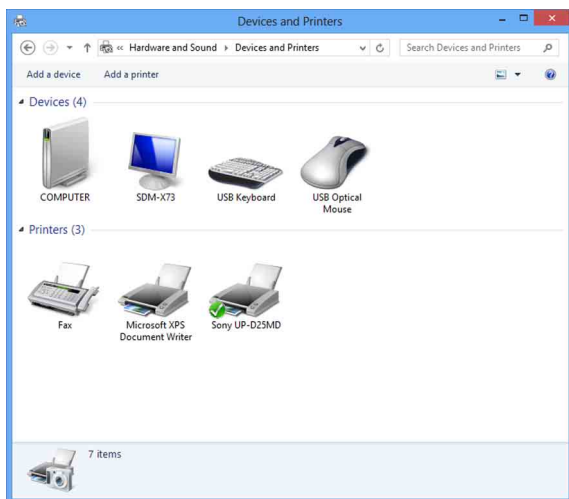 Devices and Printers
« Hardware and Sound ▸ Devices and Printers
Search Devices and Printers
Add a device Add a printer
Devices (4)
COMPUTER
SDM-X73
USB Keyboard
USB Optical
Mouse
Printers (3)
Fax
Microsoft XPS
Document Writer
Sony UP-D25MD
7 items